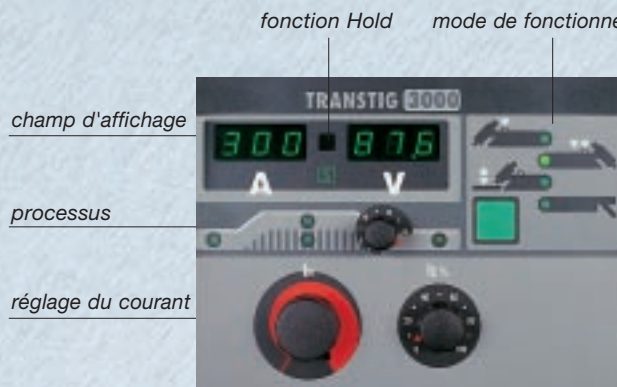 fonction Hold mode de fonctionne
TRANSTIG 3000
champ d'affichage
300 87,6
A V
S
processus
réglage du courant